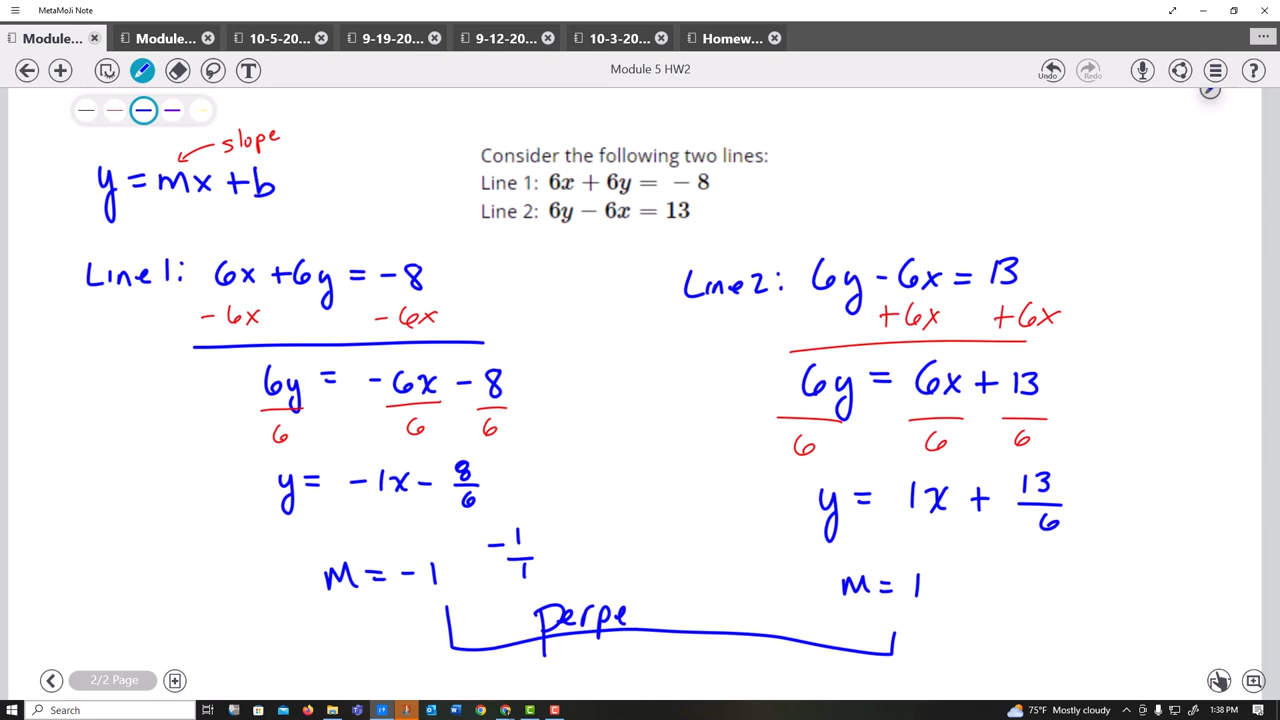 MetaMoJi Note
Module...
Module...
10-5-20...
9-19-20...
9-12-20...
10-3-20...
Homew...
Module 5 HW2
Undo
Redo
slope
y = mx + b
Consider the following two lines:
Line 1: 6x + 6y = − 8
Line 2: 6y − 6x = 13
Line 1: 6x + 6y = - 8
- 6x - 6x
6y = - 6x - 8
6 6 6
y = - 1x - 8/6
-1/1
m = - 1
Line 2: 6y - 6x = 13
+6x +6x
6y = 6x + 13
6 6 6
y = 1x + 13/6
m = 1
perpe
2/2 Page
Search
75°F Mostly cloudy
1:38 PM